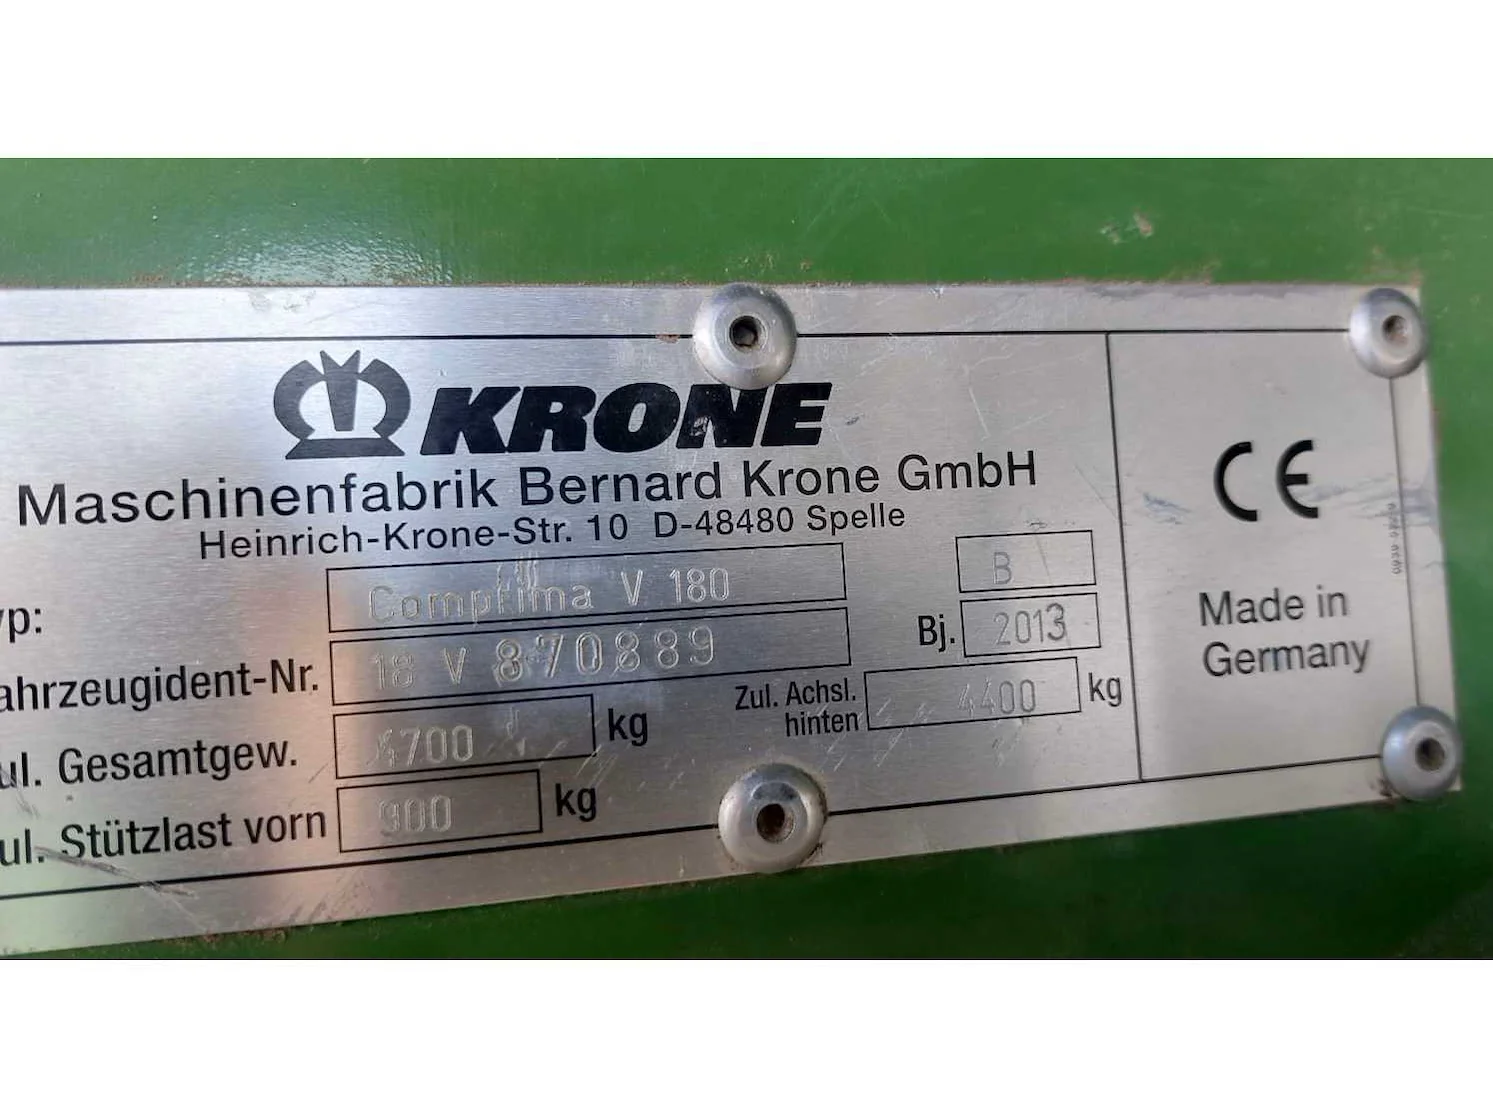 KRONE
Maschinenfabrik Bernard Krone GmbH
Heinrich-Krone-Str. 10 D-48480 Spelle
yp: Comprima V 180 B
ahrzeugident-Nr. 18 V 870889 Bj. 2013
ul. Gesamtgew. 4700 kg Zul. Achsl. hinten 4400 kg
ul. Stützlast vorn 900 kg
CE
Made in
Germany